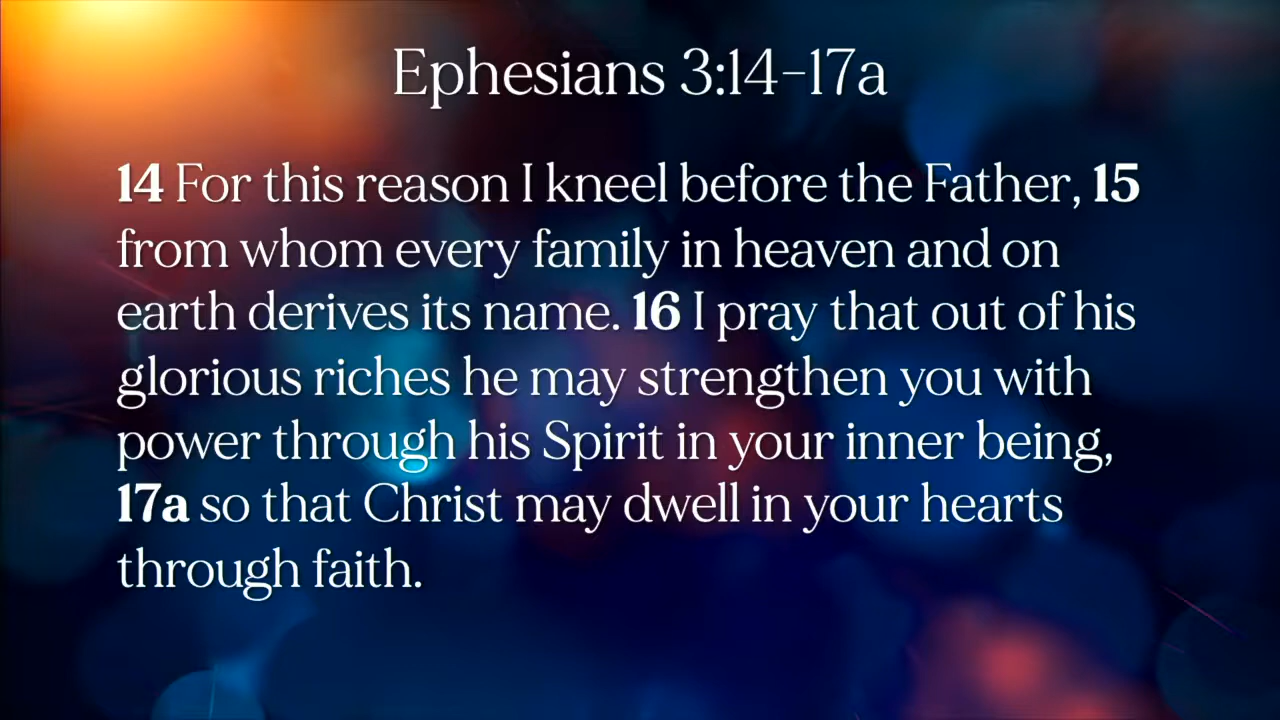 Ephesians 3:14–17a
14 For this reason I kneel before the Father, 15
from whom every family in heaven and on
earth derives its name. 16 I pray that out of his
glorious riches he may strengthen you with
power through his Spirit in your inner being,
17a so that Christ may dwell in your hearts
through faith.